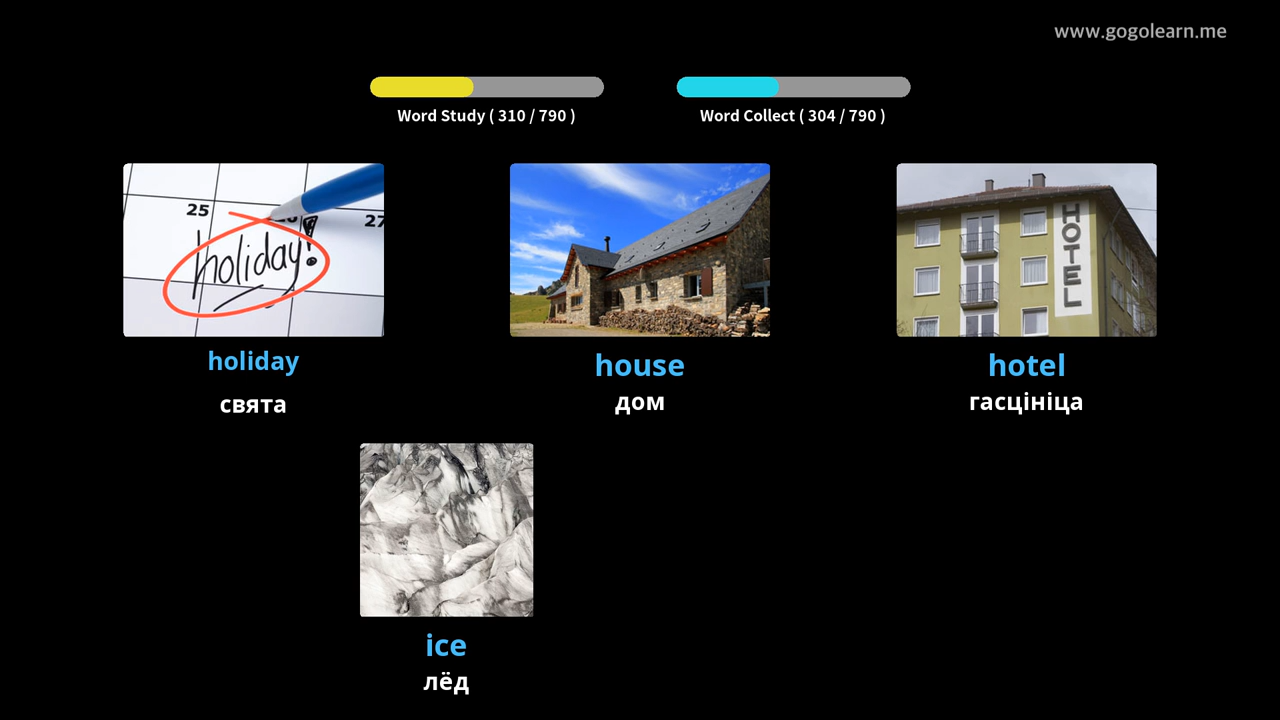 www.gogolearn.me
Word Study ( 310 / 790 )
Word Collect ( 304 / 790 )
25
27
holiday!
HOTEL
holiday
house
hotel
свята
дом
гасцініца
ice
лёд